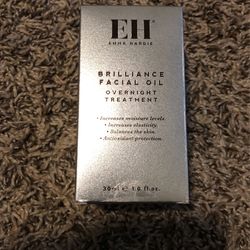 EH®
EMMA HARDIE
BRILLIANCE
FACIAL OIL
OVERNIGHT
TREATMENT
• Increases moisture levels.
• Increases elasticity.
• Balances the skin.
• Antioxidant protection.
30ml ℮ 1.0 fl.oz.